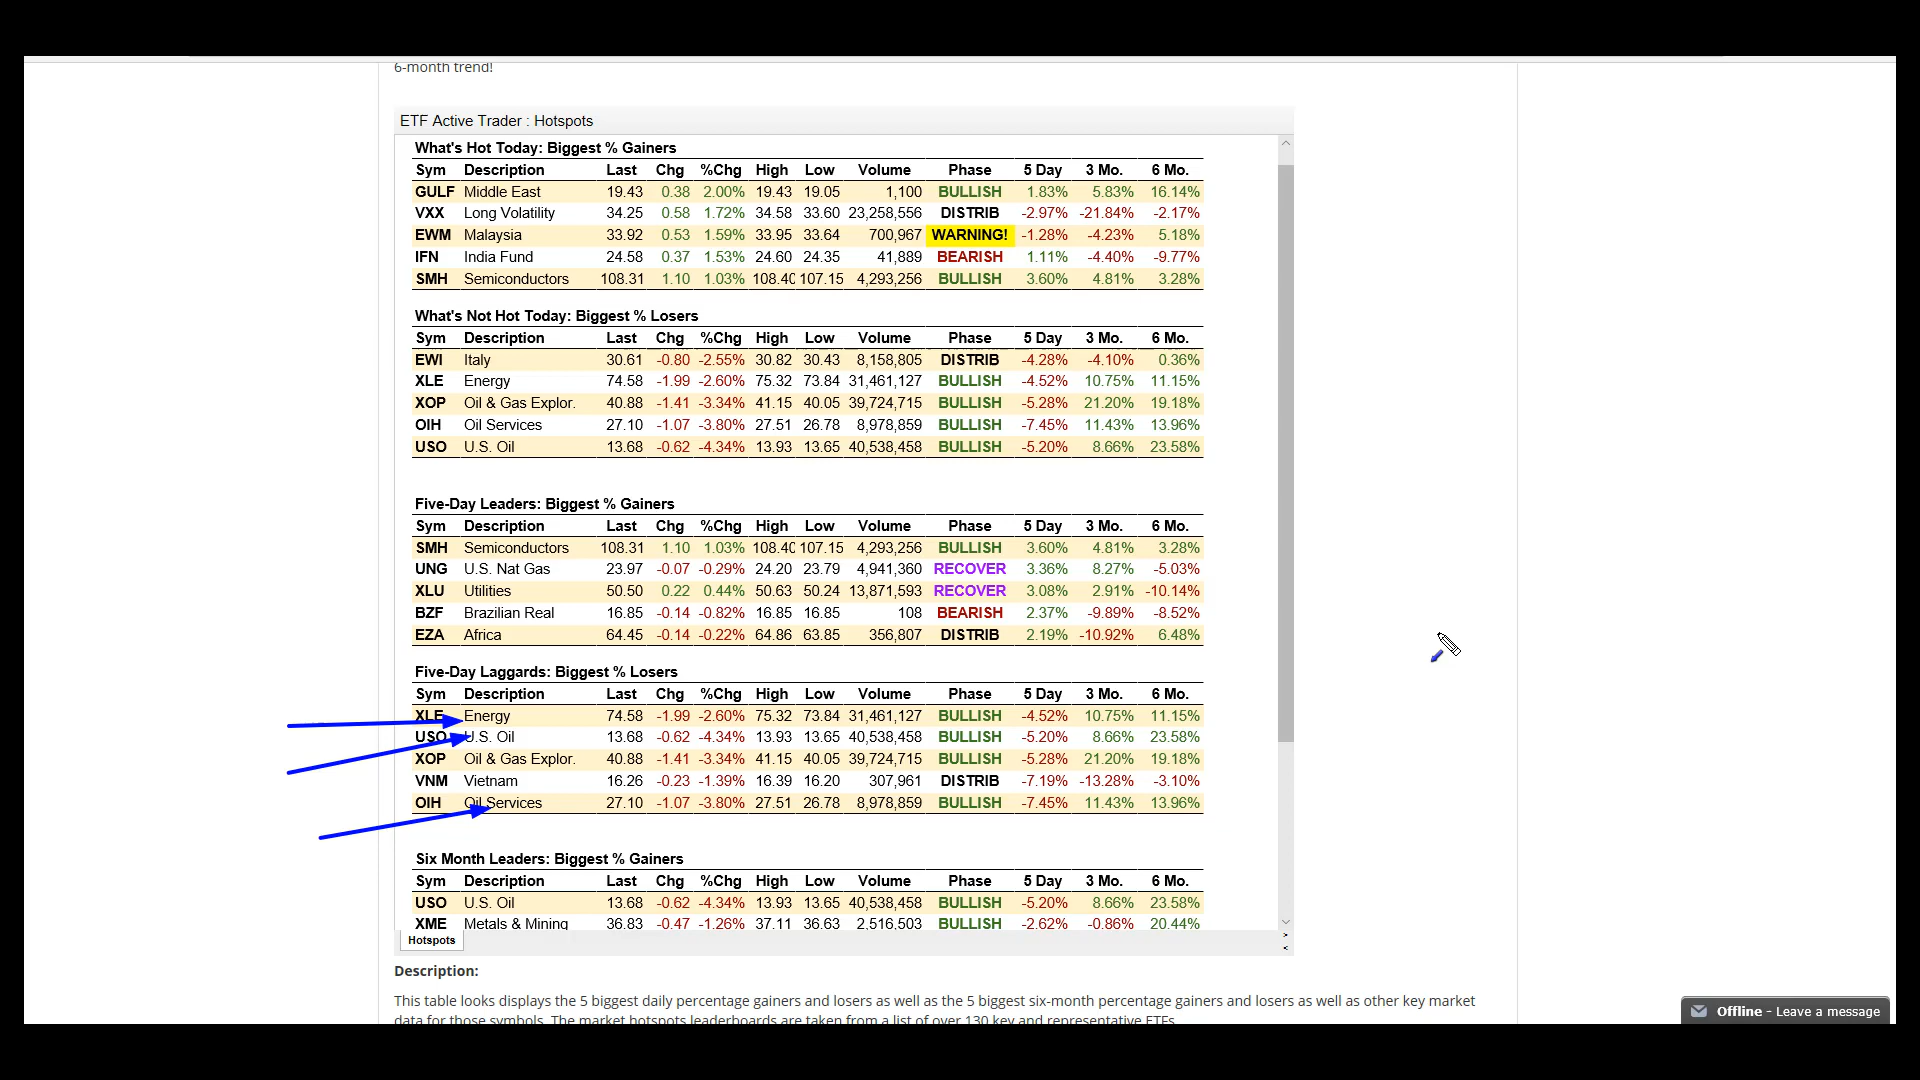 6-month trend!
ETF Active Trader : Hotspots
What's Hot Today: Biggest % Gainers
Sym Description Last Chg %Chg High Low Volume Phase 5 Day 3 Mo. 6 Mo.
GULF Middle East 19.43 0.38 2.00% 19.43 19.05 1,100 BULLISH 1.83% 5.83% 16.14%
VXX Long Volatility 34.25 0.58 1.72% 34.58 33.60 23,258,556 DISTRIB -2.97% -21.84% -2.17%
EWM Malaysia 33.92 0.53 1.59% 33.95 33.64 700,967 WARNING! -1.28% -4.23% 5.18%
IFN India Fund 24.58 0.37 1.53% 24.60 24.35 41,889 BEARISH 1.11% -4.40% -9.77%
SMH Semiconductors 108.31 1.10 1.03% 108.40 107.15 4,293,256 BULLISH 3.60% 4.81% 3.28%
What's Not Hot Today: Biggest % Losers
Sym Description Last Chg %Chg High Low Volume Phase 5 Day 3 Mo. 6 Mo.
EWI Italy 30.61 -0.80 -2.55% 30.82 30.43 8,158,805 DISTRIB -4.28% -4.10% 0.36%
XLE Energy 74.58 -1.99 -2.60% 75.32 73.84 31,461,127 BULLISH -4.52% 10.75% 11.15%
XOP Oil & Gas Explor. 40.88 -1.41 -3.34% 41.15 40.05 39,724,715 BULLISH -5.28% 21.20% 19.18%
OIH Oil Services 27.10 -1.07 -3.80% 27.51 26.78 8,978,859 BULLISH -7.45% 11.43% 13.96%
USO U.S. Oil 13.68 -0.62 -4.34% 13.93 13.65 40,538,458 BULLISH -5.20% 8.66% 23.58%
Five-Day Leaders: Biggest % Gainers
Sym Description Last Chg %Chg High Low Volume Phase 5 Day 3 Mo. 6 Mo.
SMH Semiconductors 108.31 1.10 1.03% 108.40 107.15 4,293,256 BULLISH 3.60% 4.81% 3.28%
UNG U.S. Nat Gas 23.97 -0.07 -0.29% 24.20 23.79 4,941,360 RECOVER 3.36% 8.27% -5.03%
XLU Utilities 50.50 0.22 0.44% 50.63 50.24 13,871,593 RECOVER 3.08% 2.91% -10.14%
BZF Brazilian Real 16.85 -0.14 -0.82% 16.85 16.85 108 BEARISH 2.37% -9.89% -8.52%
EZA Africa 64.45 -0.14 -0.22% 64.86 63.85 356,807 DISTRIB 2.19% -10.92% 6.48%
Five-Day Laggards: Biggest % Losers
Sym Description Last Chg %Chg High Low Volume Phase 5 Day 3 Mo. 6 Mo.
XLE Energy 74.58 -1.99 -2.60% 75.32 73.84 31,461,127 BULLISH -4.52% 10.75% 11.15%
USO U.S. Oil 13.68 -0.62 -4.34% 13.93 13.65 40,538,458 BULLISH -5.20% 8.66% 23.58%
XOP Oil & Gas Explor. 40.88 -1.41 -3.34% 41.15 40.05 39,724,715 BULLISH -5.28% 21.20% 19.18%
VNM Vietnam 16.26 -0.23 -1.39% 16.39 16.20 307,961 DISTRIB -7.19% -13.28% -3.10%
OIH Oil Services 27.10 -1.07 -3.80% 27.51 26.78 8,978,859 BULLISH -7.45% 11.43% 13.96%
Six Month Leaders: Biggest % Gainers
Sym Description Last Chg %Chg High Low Volume Phase 5 Day 3 Mo. 6 Mo.
USO U.S. Oil 13.68 -0.62 -4.34% 13.93 13.65 40,538,458 BULLISH -5.20% 8.66% 23.58%
XME Metals & Mining 36.83 -0.47 -1.26% 37.11 36.63 2,516,503 BULLISH -2.62% -0.86% 20.44%
Hotspots
Description:
This table looks displays the 5 biggest daily percentage gainers and losers as well as the 5 biggest six-month percentage gainers and losers as well as other key market
data for those symbols. The market hotspots leaderboards are taken from a list of over 130 key and representative ETFs.
Offline - Leave a message